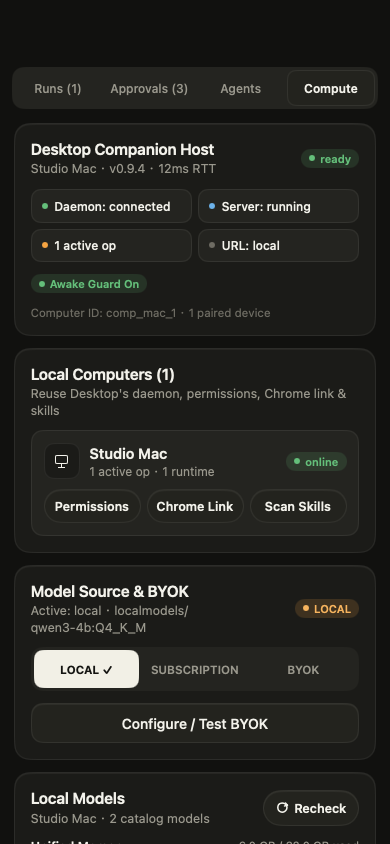 Runs (1) Approvals (3) Agents Compute
Desktop Companion Host
Studio Mac · v0.9.4 · 12ms RTT
ready
Daemon: connected
Server: running
1 active op
URL: local
Awake Guard On
Computer ID: comp_mac_1 · 1 paired device
Local Computers (1)
Reuse Desktop's daemon, permissions, Chrome link &
skills
Studio Mac
1 active op · 1 runtime
online
Permissions Chrome Link Scan Skills
Model Source & BYOK
Active: local · localmodels/
qwen3-4b:Q4_K_M
LOCAL
LOCAL ✓ SUBSCRIPTION BYOK
Configure / Test BYOK
Local Models
Studio Mac · 2 catalog models
Recheck